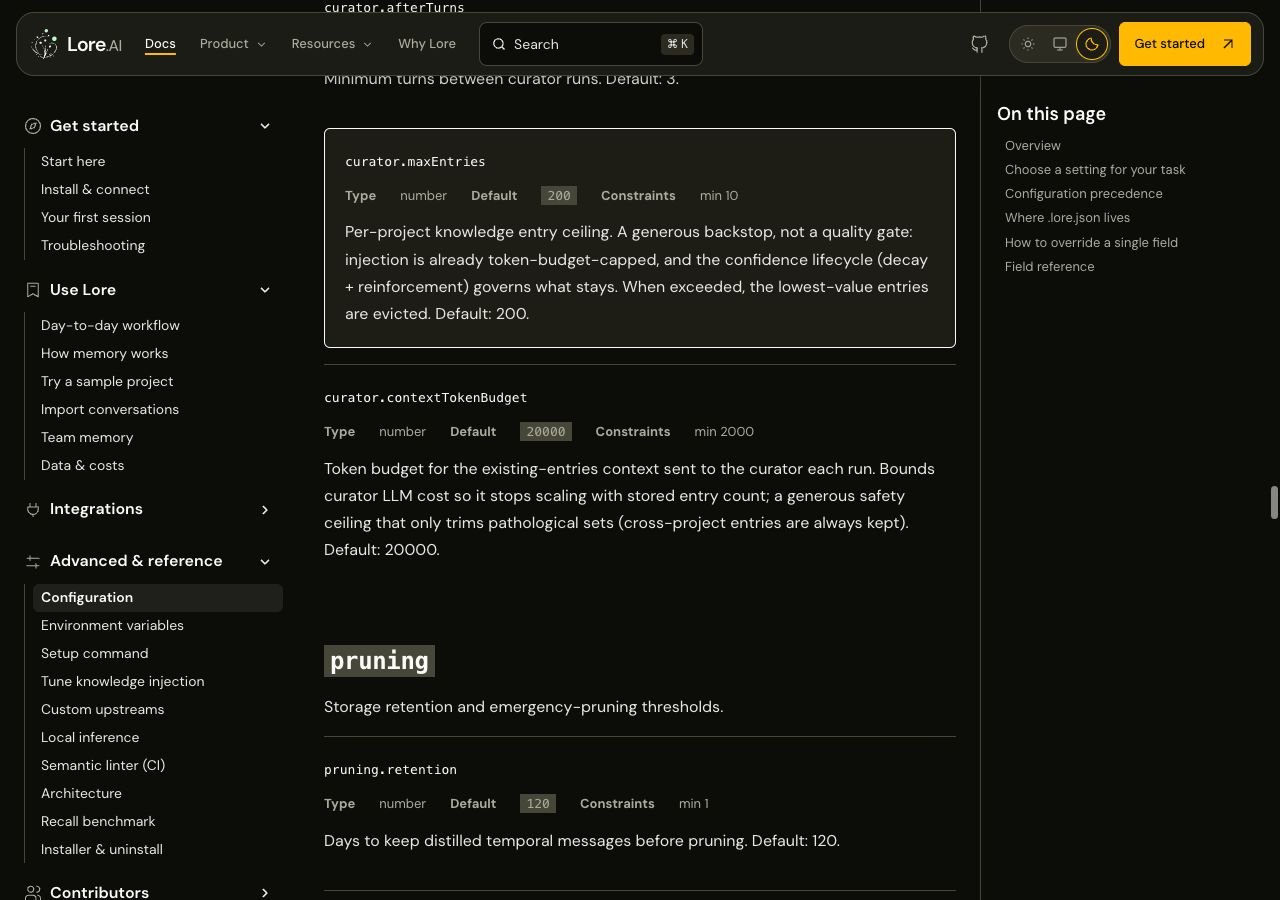 curator.afterTurns
Lore.AI
Docs
Product
Resources
Why Lore
Search
⌘ K
Get started
Minimum turns between curator runs. Default: 3.
Get started
Start here
Install & connect
Your first session
Troubleshooting
Use Lore
Day-to-day workflow
How memory works
Try a sample project
Import conversations
Team memory
Data & costs
Integrations
Advanced & reference
Configuration
Environment variables
Setup command
Tune knowledge injection
Custom upstreams
Local inference
Semantic linter (CI)
Architecture
Recall benchmark
Installer & uninstall
Contributors
curator.maxEntries
Type number Default 200 Constraints min 10
Per-project knowledge entry ceiling. A generous backstop, not a quality gate:
injection is already token-budget-capped, and the confidence lifecycle (decay
+ reinforcement) governs what stays. When exceeded, the lowest-value entries
are evicted. Default: 200.
curator.contextTokenBudget
Type number Default 20000 Constraints min 2000
Token budget for the existing-entries context sent to the curator each run. Bounds
curator LLM cost so it stops scaling with stored entry count; a generous safety
ceiling that only trims pathological sets (cross-project entries are always kept).
Default: 20000.
pruning
Storage retention and emergency-pruning thresholds.
pruning.retention
Type number Default 120 Constraints min 1
Days to keep distilled temporal messages before pruning. Default: 120.
On this page
Overview
Choose a setting for your task
Configuration precedence
Where .lore.json lives
How to override a single field
Field reference